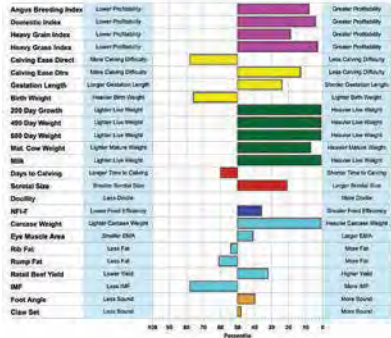 Angus Breeding Index Lower Profitability Greater Profitability
Domestic Index Lower Profitability Greater Profitability
Heavy Grain Index Lower Profitability Greater Profitability
Heavy Grass Index Lower Profitability Greater Profitability
Calving Ease Direct More Calving Difficulty Less Calving Difficulty
Calving Ease Dtrs More Calving Difficulty Less Calving Difficulty
Gestation Length Longer Gestation Length Shorter Gestation Length
Birth Weight Heavier Birth Weight Lighter Birth Weight
200 Day Growth Lighter Live Weight Heavier Live Weight
400 Day Weight Lighter Live Weight Heavier Live Weight
600 Day Weight Lighter Live Weight Heavier Live Weight
Mat. Cow Weight Lighter Mature Weight Heavier Mature Weight
Milk Lighter Live Weight Heavier Live Weight
Days to Calving Longer Time to Calving Shorter Time to Calving
Scrotal Size Smaller Scrotal Size Larger Scrotal Size
Docility Less Docile More Docile
NFI-F Lower Feed Efficiency Greater Feed Efficiency
Carcase Weight Lighter Carcase Weight Heavier Carcase Weight
Eye Muscle Area Smaller EMA Larger EMA
Rib Fat Less Fat More Fat
Rump Fat Less Fat More Fat
Retail Beef Yield Lower Yield Higher Yield
IMF Less IMF More IMF
Foot Angle Less Sound More Sound
Claw Set Less Sound More Sound
100 90 80 70 60 50 40 30 20 10 0
Percentile